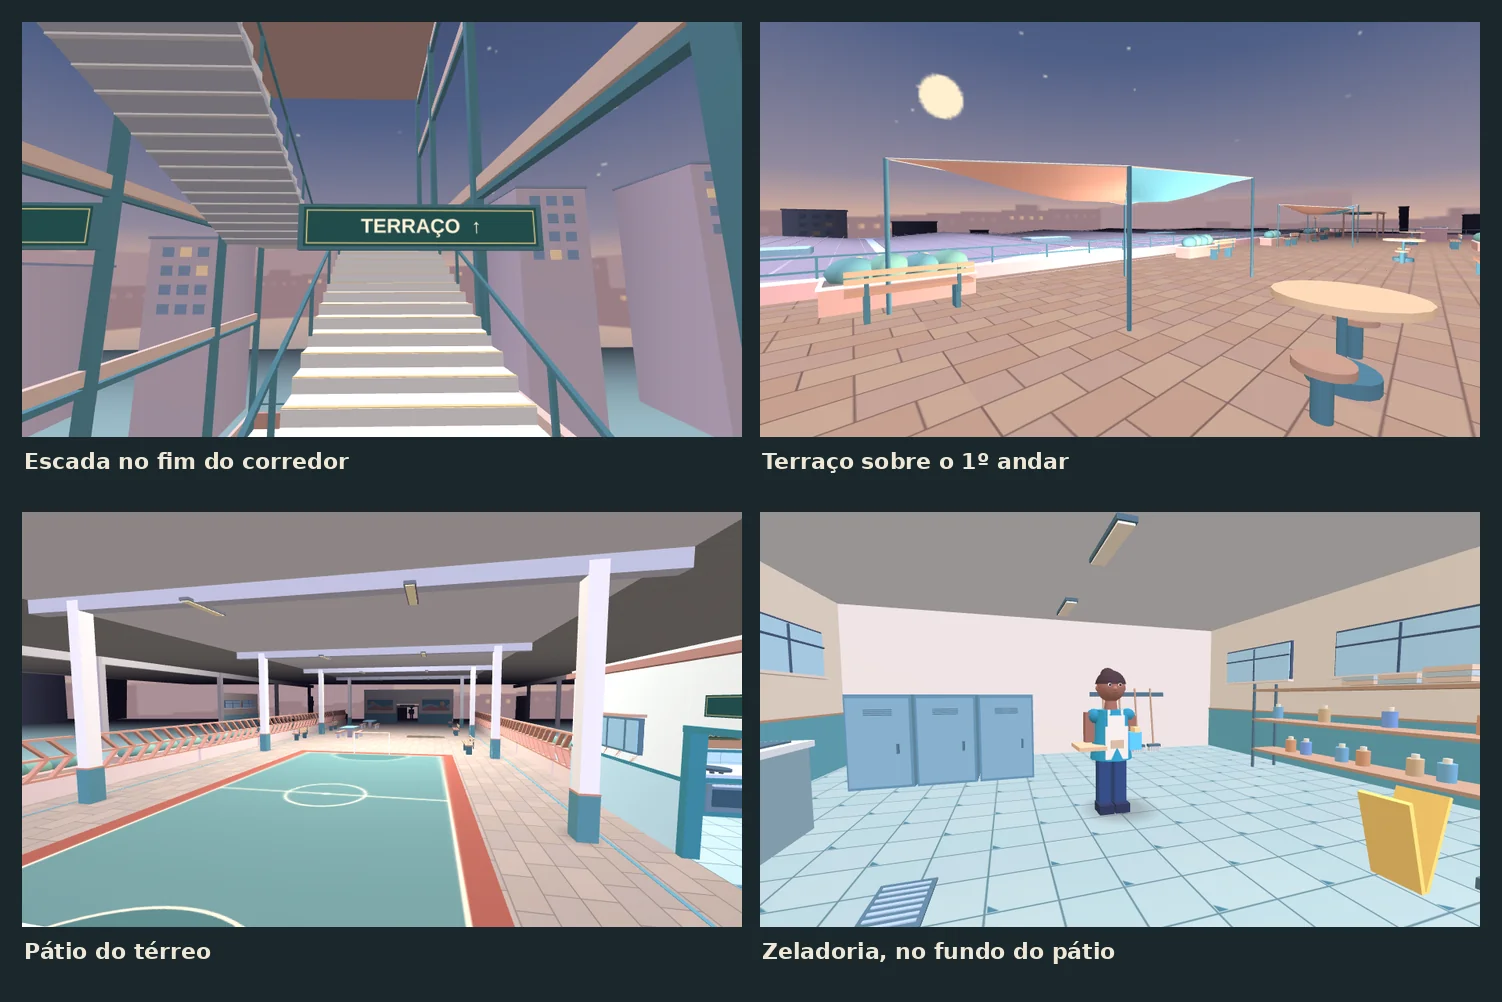 TERRAÇO ↑
Escada no fim do corredor
Terraço sobre o 1º andar
Pátio do térreo
Zeladoria, no fundo do pátio